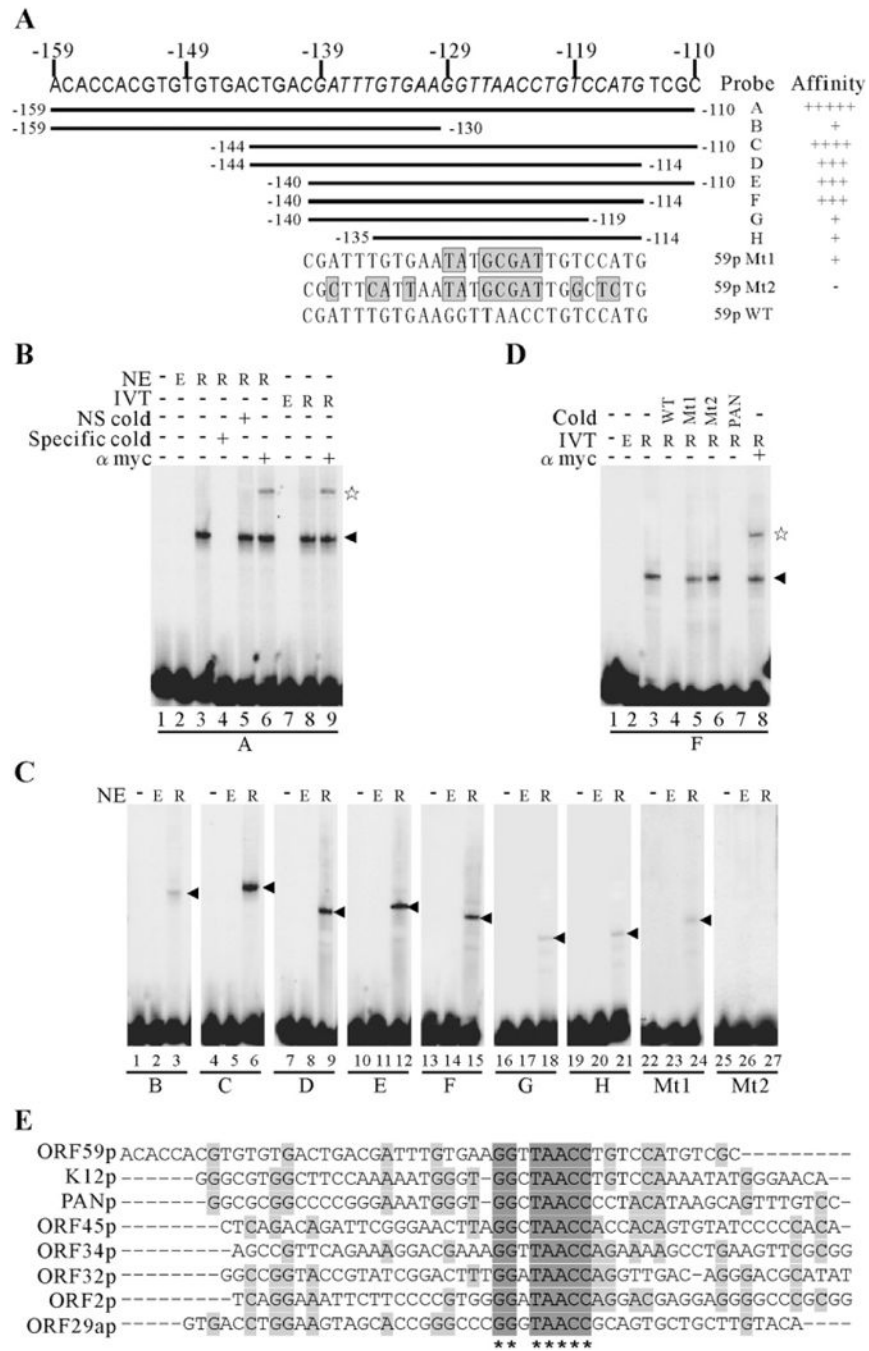 A
-159 -149 -139 -129 -119 -110
ACACCACGTGTGTGACTGACGATTTGTGAAGGTTAACCTGTCCATGTCGC Probe Affinity
-159 -110 A +++++
-159 -130 B +
-144 -110 C ++++
-144 -114 D +++
-140 -110 E +++
-140 -114 F +++
-140 -119 G +
-135 -114 H +
CGATTTGTGAATATGCGATTGTCCATG 59p Mt1 +
CGCTTCATTAATATGCGATTGGCTCTG 59p Mt2 -
CGATTTGTGAAGGTTAACCTGTCCATG 59p WT
B
NE - E R R R R - - -
IVT - - - - - - E R R
NS cold - - - - + - - - -
Specific cold - - - + - - - - -
α myc - - - - - + - - +
1 2 3 4 5 6 7 8 9
A
D
Cold - - - WT Mt1 Mt2 PAN -
IVT - E R R R R R R
α myc - - - - - - - +
1 2 3 4 5 6 7 8
F
C
NE - E R - E R - E R - E R - E R - E R - E R - E R - E R
1 2 3 4 5 6 7 8 9 10 11 12 13 14 15 16 17 18 19 20 21 22 23 24 25 26 27
B C D E F G H Mt1 Mt2
E
ORF59p ACACCACGTGTGTGACTGACGATTTGTGAAGGTTAACCTGTCCATGTCGC-------
K12p -----GGGCGTGGCTTCCAAAAATGGGT-GGCTAACCTGTCCAAAATATGGGAACA-
PANp ------GGCGCGGCCCCGGGAAATGGGT-GGCTAACCCCTACATAAGCAGTTTGTCC-
ORF45p -------CTCAGACAGATTCGGGAACTTAGGCTAACCACCACAGTGTATCCCCCACA-
ORF34p --------AGCCGTTCAGAAAGGACGAAAGGTTAACCAGAAAAGCCTGAAGTTCGCGG
ORF32p -------GGCCGGTACCGTATCGGACTTTGGATAACCAGGTTGAC-AGGGACGCATAT
ORF2p --------TCAGGAAATTCTTCCCCGTGGGGATAACCAGGACGAGGAGGGGCCCGCGG
ORF29ap ----GTGACCTGGAAGTAGCACCGGGCCCGGGTAACCGCAGTGCTGCTTGTACA----
** *****